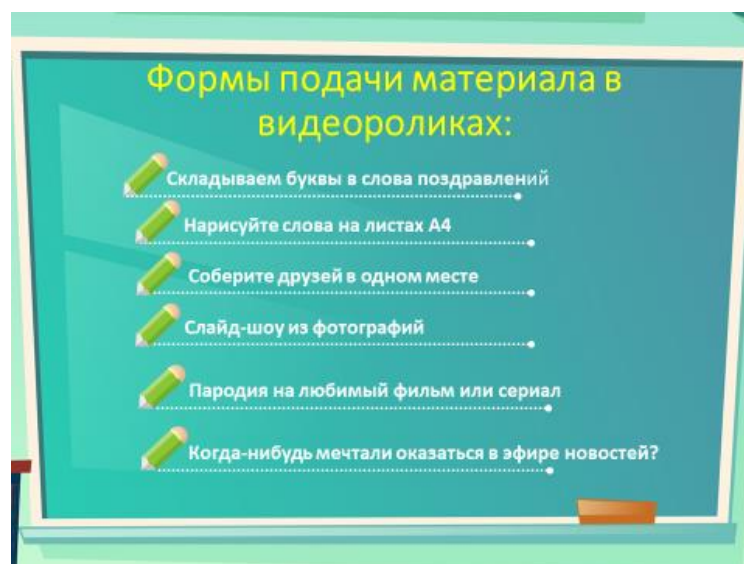 Формы подачи материала в
видеороликах:
Складываем буквы в слова поздравлений
Нарисуйте слова на листах А4
Соберите друзей в одном месте
Слайд-шоу из фотографий
Пародия на любимый фильм или сериал
Когда-нибудь мечтали оказаться в эфире новостей?